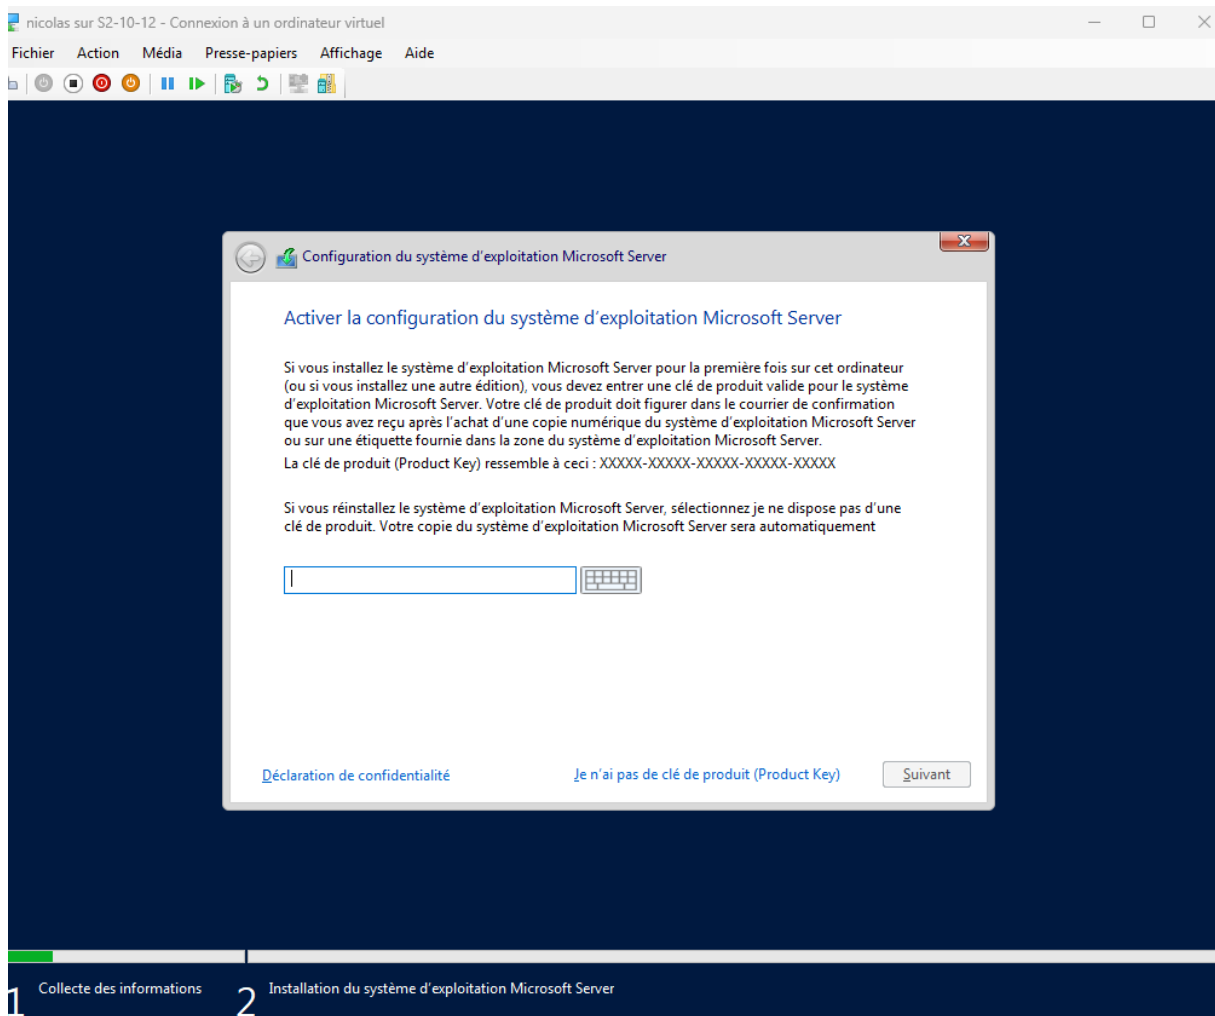 nicolas sur S2-10-12 - Connexion à un ordinateur virtuel
Fichier Action Média Presse-papiers Affichage Aide
Configuration du système d'exploitation Microsoft Server
Activer la configuration du système d'exploitation Microsoft Server
Si vous installez le système d'exploitation Microsoft Server pour la première fois sur cet ordinateur
(ou si vous installez une autre édition), vous devez entrer une clé de produit valide pour le système
d'exploitation Microsoft Server. Votre clé de produit doit figurer dans le courrier de confirmation
que vous avez reçu après l'achat d'une copie numérique du système d'exploitation Microsoft Server
ou sur une étiquette fournie dans la zone du système d'exploitation Microsoft Server.
La clé de produit (Product Key) ressemble à ceci : XXXXX-XXXXX-XXXXX-XXXXX-XXXXX
Si vous réinstallez le système d'exploitation Microsoft Server, sélectionnez je ne dispose pas d'une
clé de produit. Votre copie du système d'exploitation Microsoft Server sera automatiquement
Déclaration de confidentialité Je n'ai pas de clé de produit (Product Key) Suivant
1 Collecte des informations 2 Installation du système d'exploitation Microsoft Server